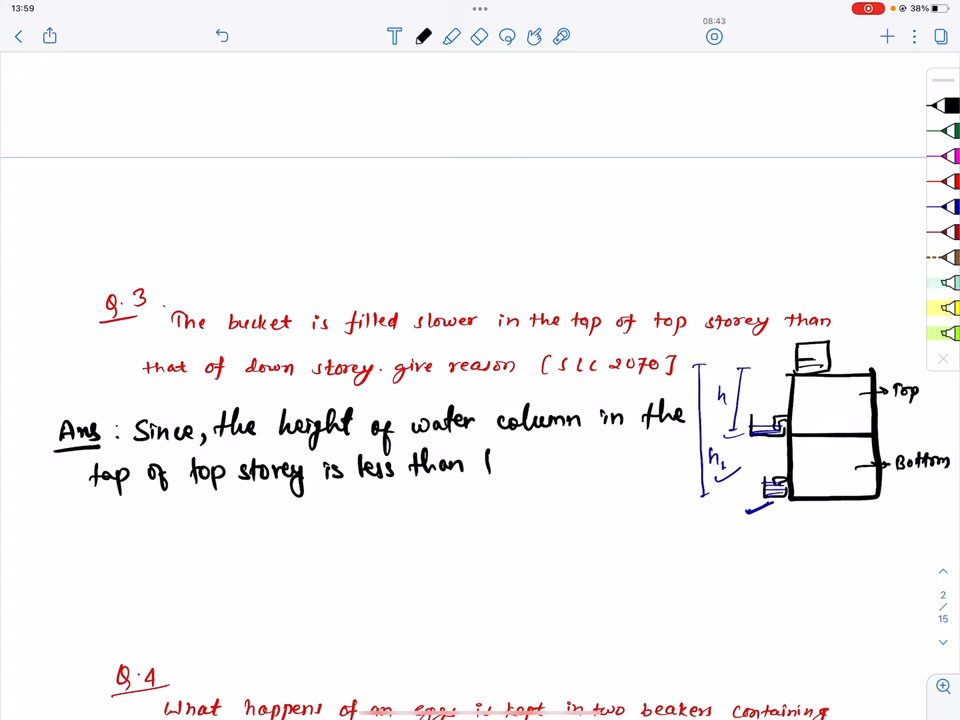 13:59
08:43
38%
T
Q.3
The bucket is filled slower in the tap of top storey than
that of down storey. give reason [SLC 2070]
Ans : Since, the height of water column in the
tap of top storey is less than
h
h₁
Top
Bottom
2
/
15
Q.4
What happens of an egg is kept in two beakers containing